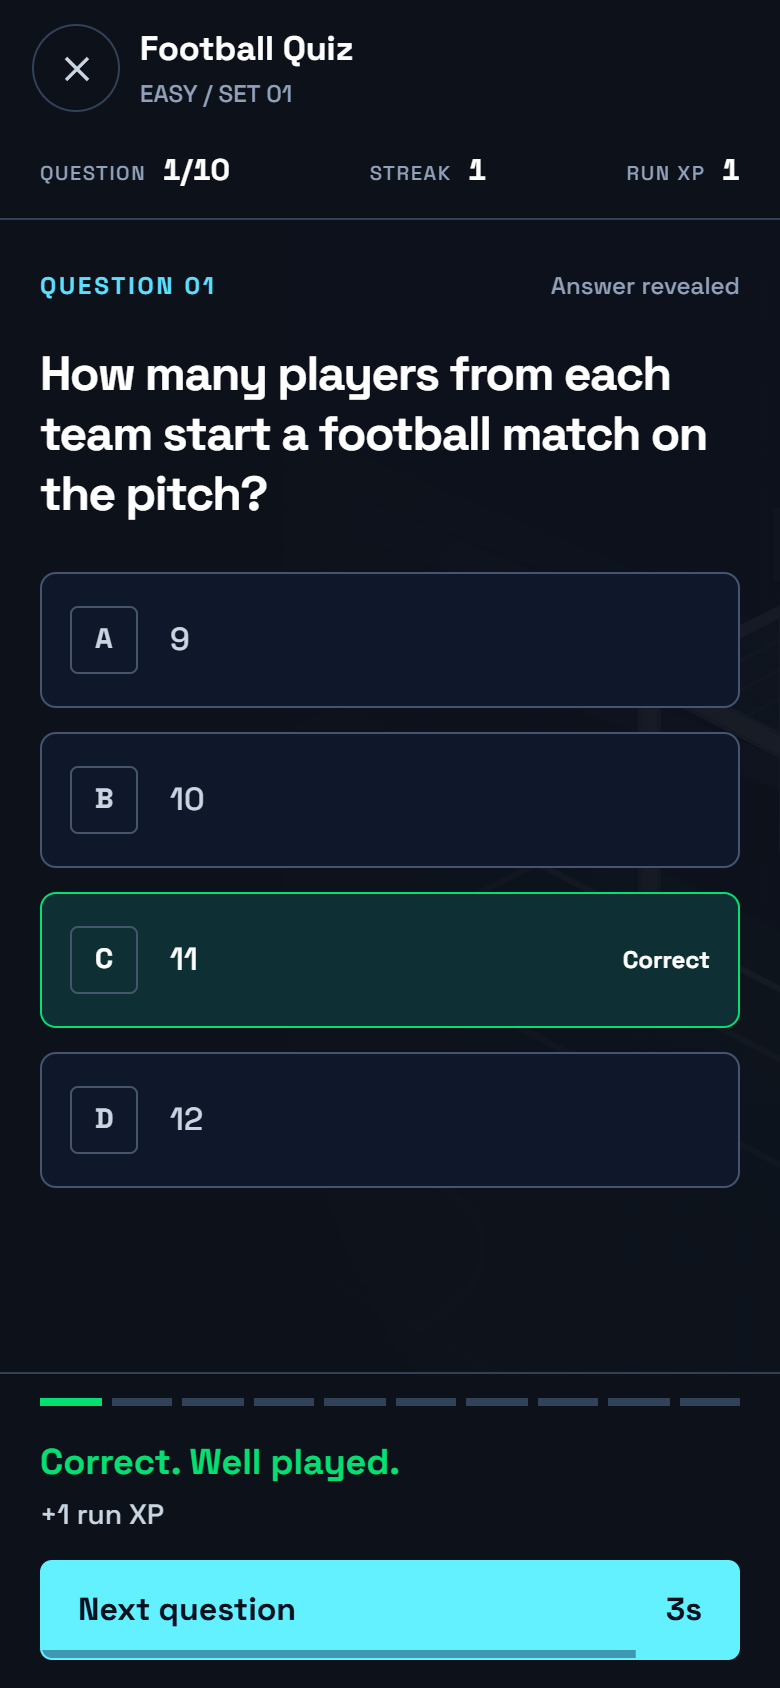 Football Quiz
EASY / SET 01
QUESTION 1/10 STREAK 1 RUN XP 1
QUESTION 01 Answer revealed
How many players from each
team start a football match on
the pitch?
A 9
B 10
C 11 Correct
D 12
Correct. Well played.
+1 run XP
Next question 3s